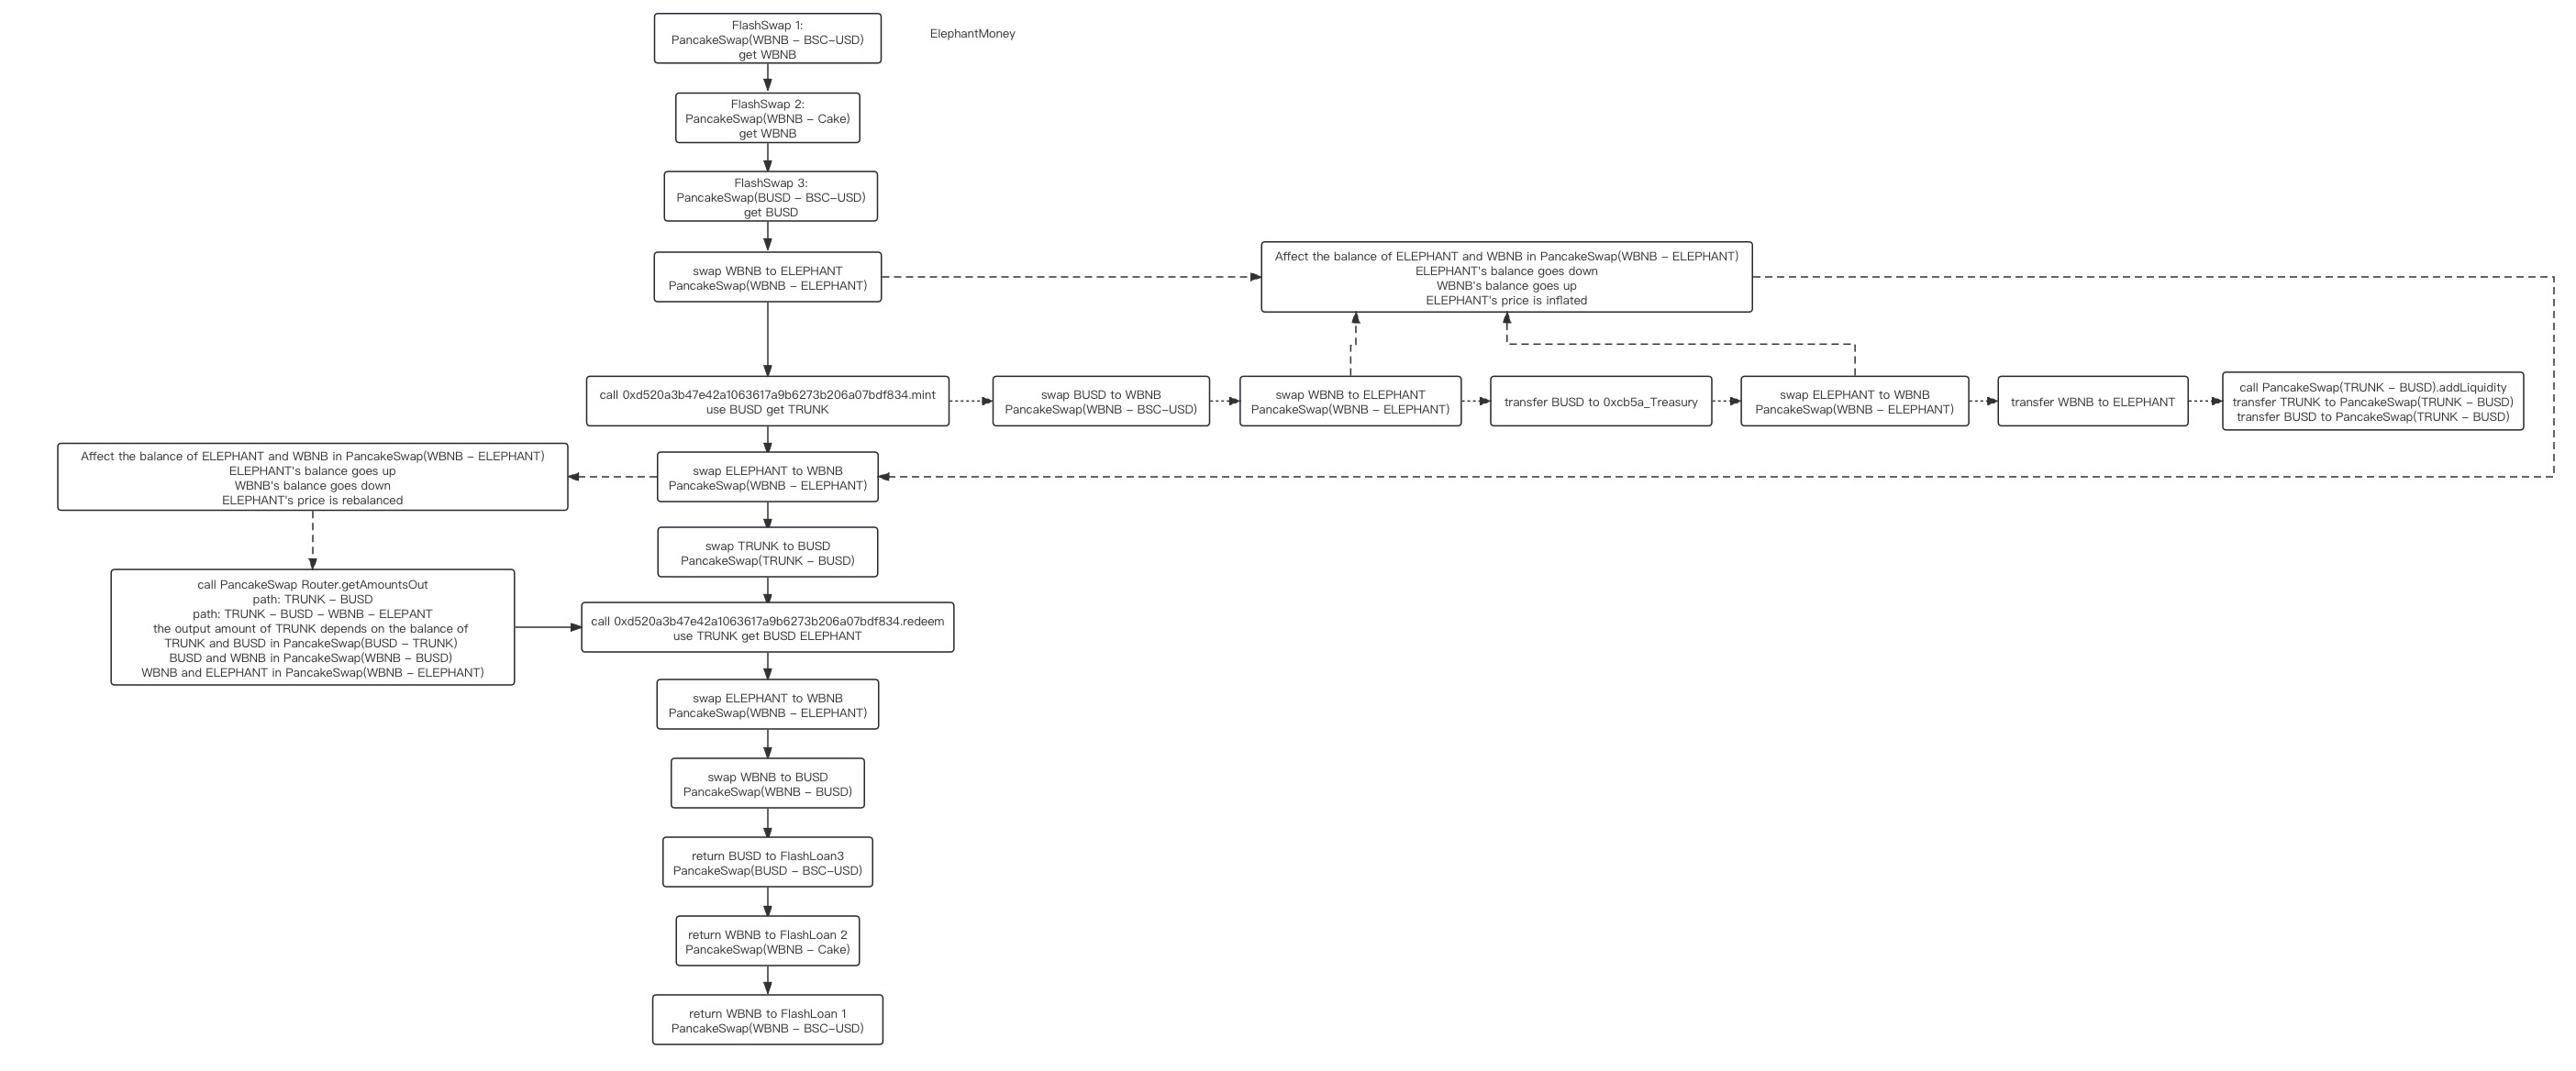 FlashSwap 1:
PancakeSwap(WBNB – BSC-USD)
get WBNB
ElephantMoney
FlashSwap 2:
PancakeSwap(WBNB – Cake)
get WBNB
FlashSwap 3:
PancakeSwap(BUSD – BSC-USD)
get BUSD
swap WBNB to ELEPHANT
PancakeSwap(WBNB – ELEPHANT)
Affect the balance of ELEPHANT and WBNB in PancakeSwap(WBNB – ELEPHANT)
ELEPHANT's balance goes down
WBNB's balance goes up
ELEPHANT's price is inflated
call 0xd520a3b47e42a1063617a9b6273b206a07bdf834.mint
use BUSD get TRUNK
swap BUSD to WBNB
PancakeSwap(WBNB – BSC-USD)
swap WBNB to ELEPHANT
PancakeSwap(WBNB – ELEPHANT)
transfer BUSD to 0xcb5a_Treasury
swap ELEPHANT to WBNB
PancakeSwap(WBNB – ELEPHANT)
transfer WBNB to ELEPHANT
call PancakeSwap(TRUNK – BUSD).addLiquidity
transfer TRUNK to PancakeSwap(TRUNK – BUSD)
transfer BUSD to PancakeSwap(TRUNK – BUSD)
Affect the balance of ELEPHANT and WBNB in PancakeSwap(WBNB – ELEPHANT)
ELEPHANT's balance goes up
WBNB's balance goes down
ELEPHANT's price is rebalanced
swap ELEPHANT to WBNB
PancakeSwap(WBNB – ELEPHANT)
swap TRUNK to BUSD
PancakeSwap(TRUNK – BUSD)
call PancakeSwap Router.getAmountsOut
path: TRUNK – BUSD
path: TRUNK – BUSD – WBNB – ELEPANT
the output amount of TRUNK depends on the balance of
TRUNK and BUSD in PancakeSwap(BUSD – TRUNK)
BUSD and WBNB in PancakeSwap(WBNB – BUSD)
WBNB and ELEPHANT in PancakeSwap(WBNB – ELEPHANT)
call 0xd520a3b47e42a1063617a9b6273b206a07bdf834.redeem
use TRUNK get BUSD ELEPHANT
swap ELEPHANT to WBNB
PancakeSwap(WBNB – ELEPHANT)
swap WBNB to BUSD
PancakeSwap(WBNB – BUSD)
return BUSD to FlashLoan3
PancakeSwap(BUSD – BSC-USD)
return WBNB to FlashLoan 2
PancakeSwap(WBNB – Cake)
return WBNB to FlashLoan 1
PancakeSwap(WBNB – BSC-USD)